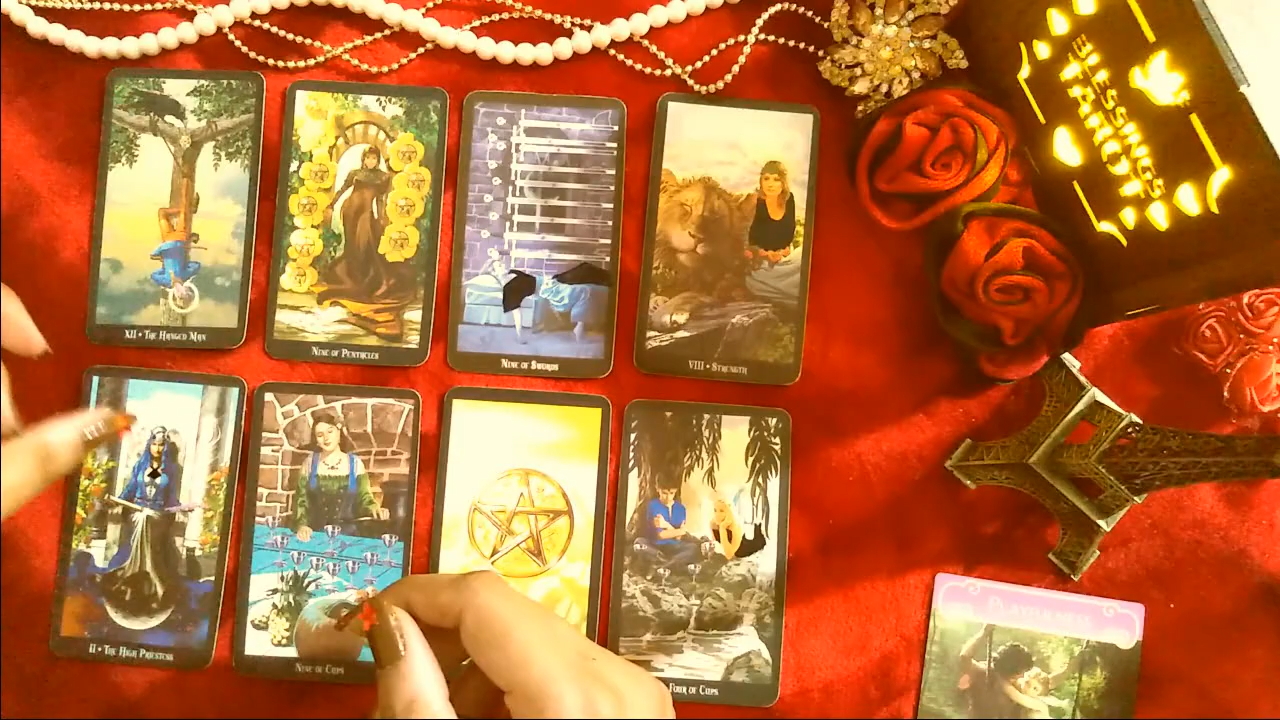 XII • The Hanged Man
Nine of Pentacles
Nine of Swords
VIII • Strength
II • The High Priestess
Nine of Cups
Four of Cups
BLESSINGS
TAROT
PLAYFULNESS